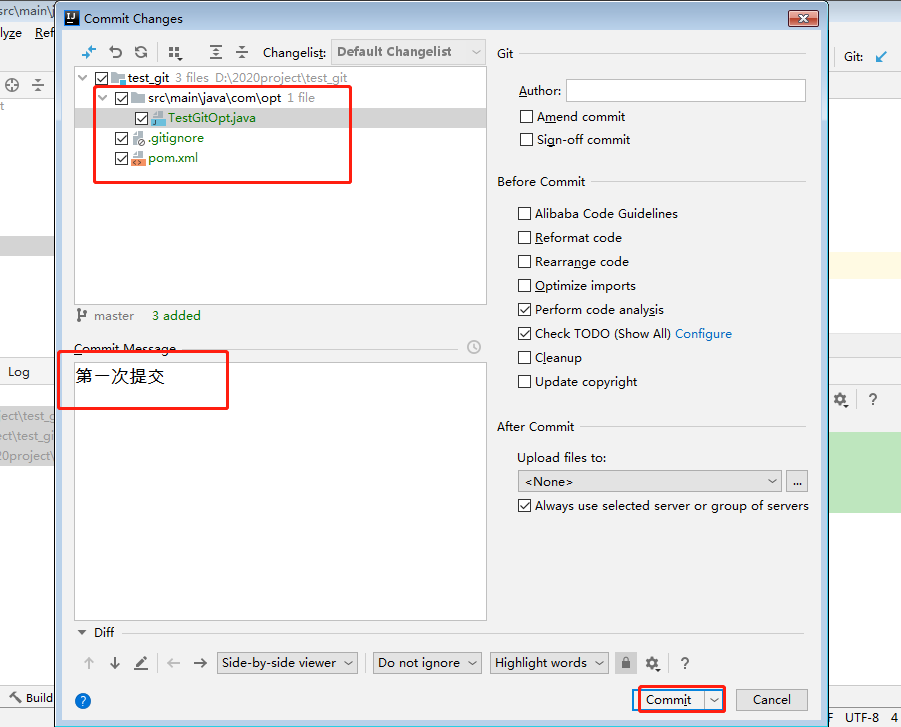 src\main\j
Commit Changes
lyze Ref
Changelist: Default Changelist
Git
Git:
test_git 3 files D:\2020project\test_git
src\main\java\com\opt 1 file
TestGitOpt.java
.gitignore
pom.xml
Author:
Amend commit
Sign-off commit
Before Commit
Alibaba Code Guidelines
Reformat code
Rearrange code
Optimize imports
Perform code analysis
Check TODO (Show All) Configure
Cleanup
Update copyright
master 3 added
Commit Message
第一次提交
Log
ject\test_g
ect\test_gi
20project\
After Commit
Upload files to:
<None>
...
Always use selected server or group of servers
Diff
Side-by-side viewer Do not ignore Highlight words ?
?
Build
? Commit Cancel
F UTF-8 4